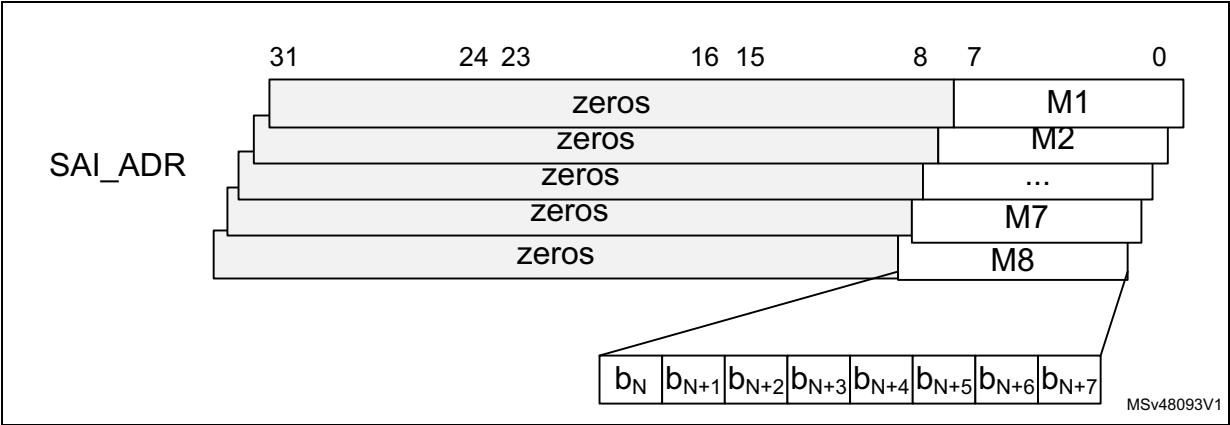 31 24 23 16 15 8 7 0
zeros M1
zeros M2
SAI_ADR
zeros ...
zeros M7
zeros M8
bN bN+1 bN+2 bN+3 bN+4 bN+5 bN+6 bN+7
MSv48093V1